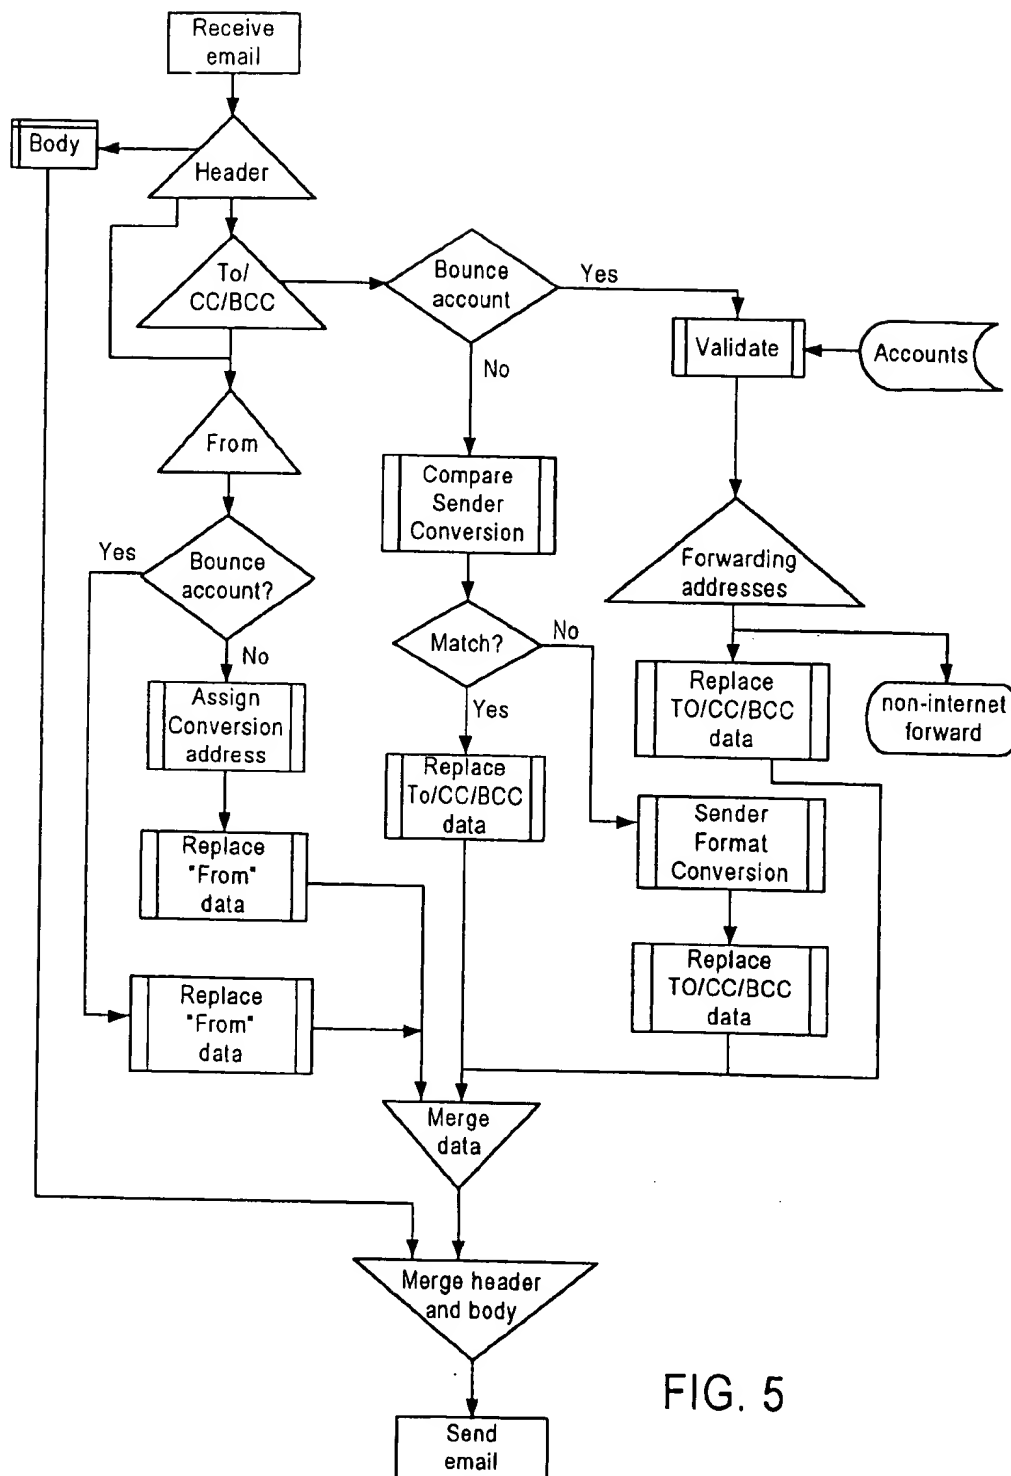 Receive
email
Body
Header
To/
CC/BCC
Bounce
account
Yes
No
Validate
Accounts
From
Compare
Sender
Conversion
Forwarding
addresses
Yes
Bounce
account?
No
Match?
No
Yes
Assign
Conversion
address
Replace
To/CC/BCC
data
Replace
TO/CC/BCC
data
non-internet
forward
Replace
"From"
data
Sender
Format
Conversion
Replace
"From"
data
Replace
TO/CC/BCC
data
Merge
data
Merge header
and body
Send
email
FIG. 5